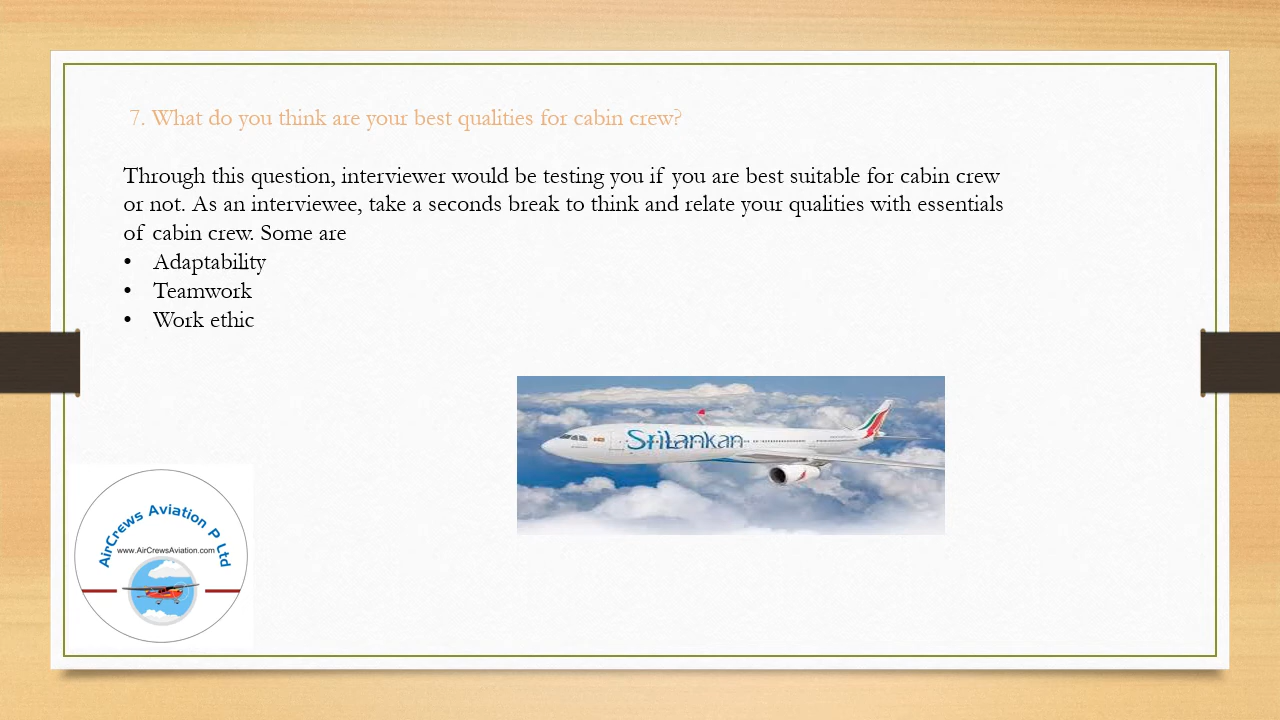 7. What do you think are your best qualities for cabin crew?
Through this question, interviewer would be testing you if you are best suitable for cabin crew
or not. As an interviewee, take a seconds break to think and relate your qualities with essentials
of cabin crew. Some are
• Adaptability
• Teamwork
• Work ethic
SriLankan
AirCrews Aviation P Ltd
www.AirCrewsAviation.com